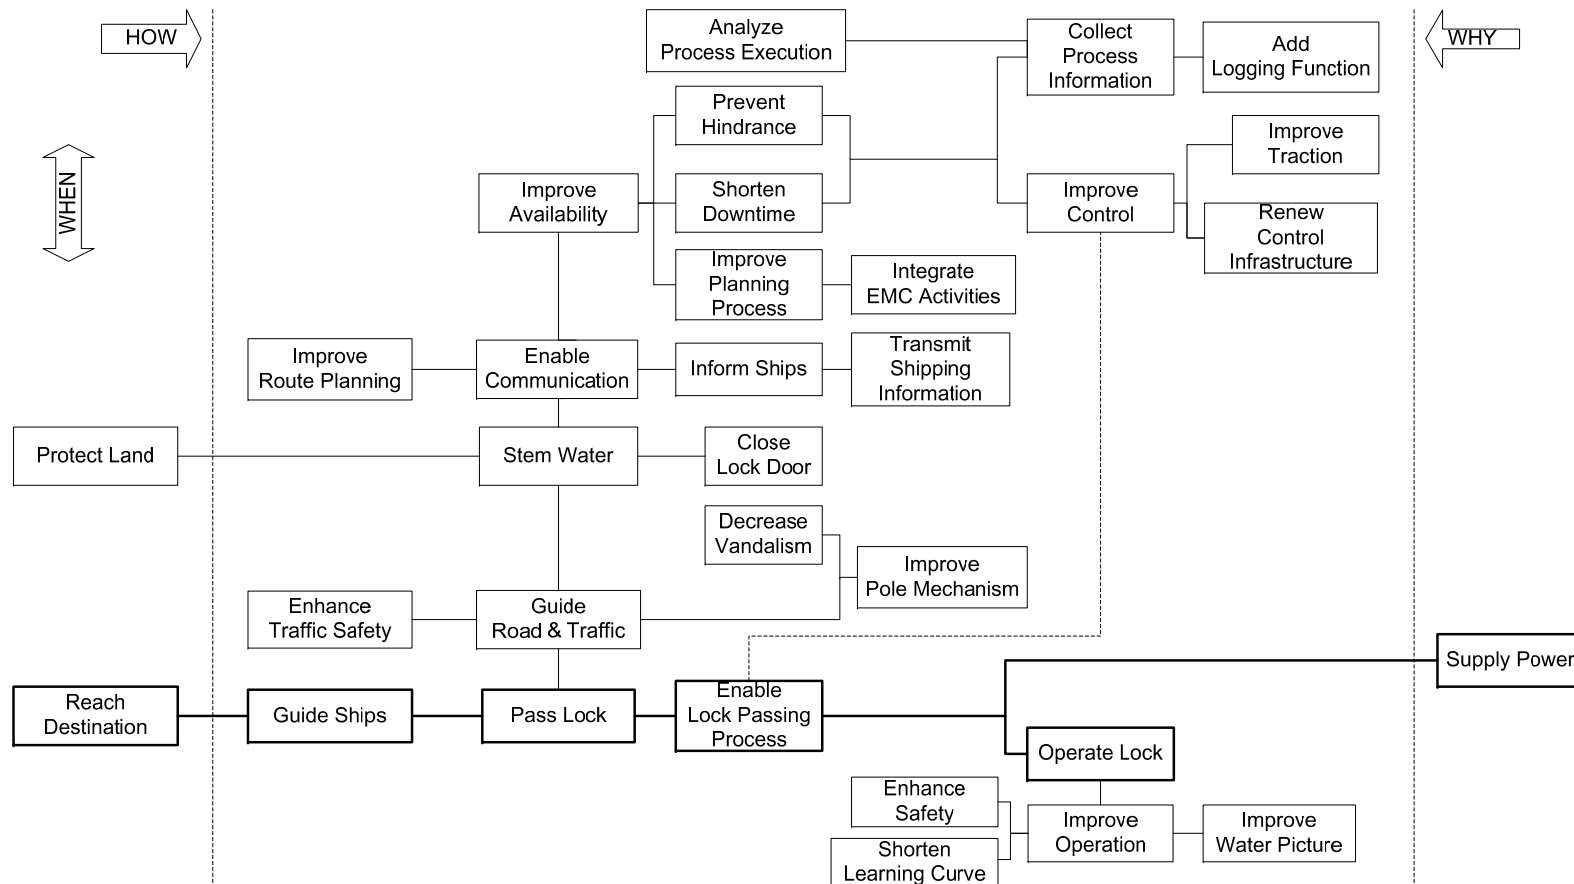 HOW
Analyze
Process Execution
Collect
Process
Information
Add
Logging Function
WHY
Prevent
Hindrance
Improve
Traction
WHEN
Improve
Availability
Shorten
Downtime
Improve
Control
Renew
Control
Infrastructure
Improve
Planning
Process
Integrate
EMC Activities
Improve
Route Planning
Enable
Communication
Inform Ships
Transmit
Shipping
Information
Protect Land
Stem Water
Close
Lock Door
Decrease
Vandalism
Improve
Pole Mechanism
Enhance
Traffic Safety
Guide
Road & Traffic
Supply Power
Reach
Destination
Guide Ships
Pass Lock
Enable
Lock Passing
Process
Operate Lock
Enhance
Safety
Improve
Operation
Improve
Water Picture
Shorten
Learning Curve